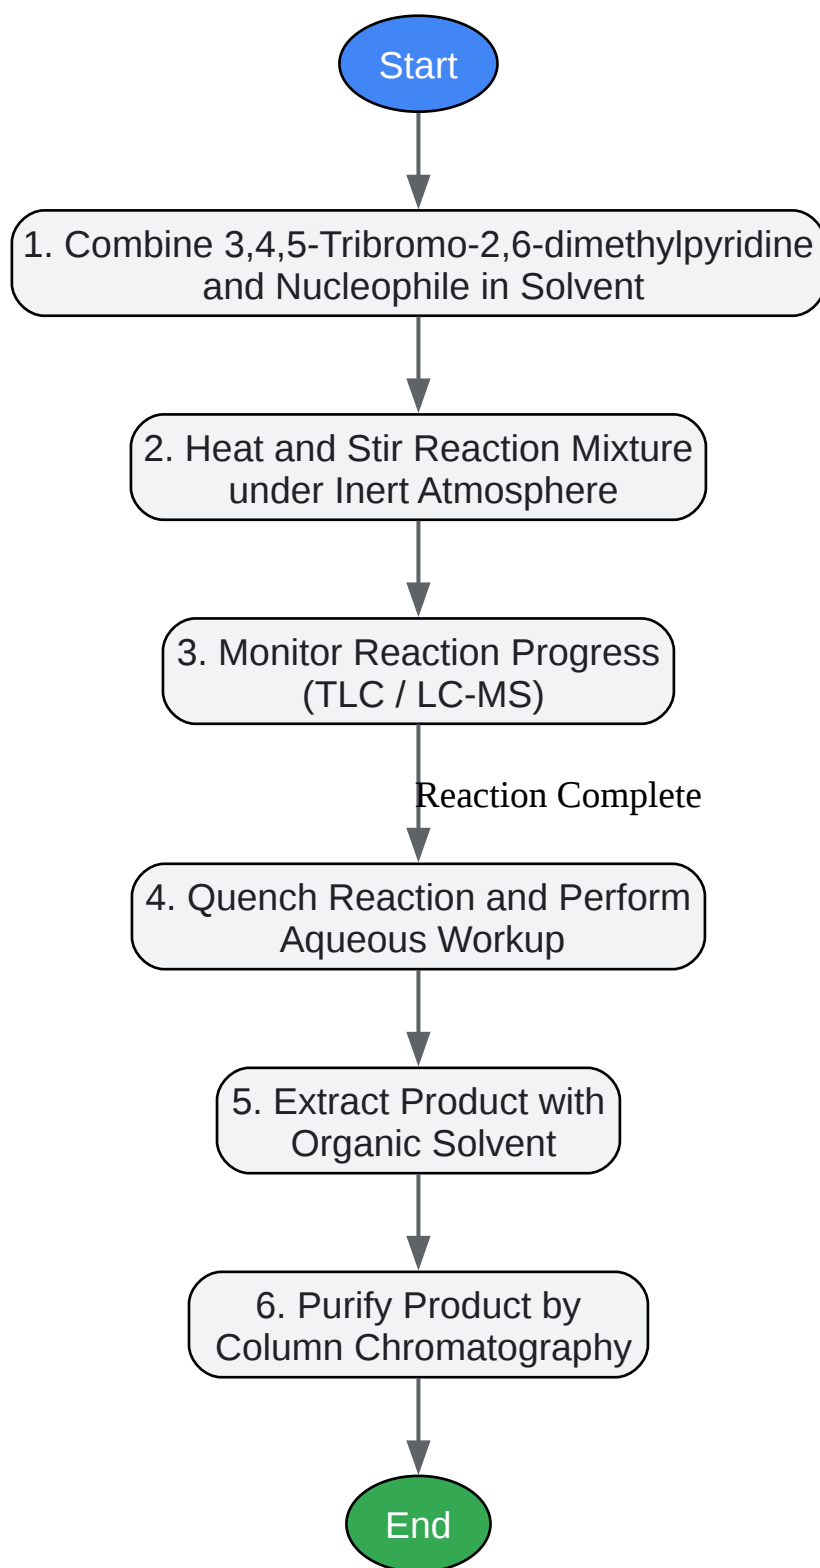 Start
1. Combine 3,4,5-Tribromo-2,6-dimethylpyridine
and Nucleophile in Solvent
2. Heat and Stir Reaction Mixture
under Inert Atmosphere
3. Monitor Reaction Progress
(TLC / LC-MS)
Reaction Complete
4. Quench Reaction and Perform
Aqueous Workup
5. Extract Product with
Organic Solvent
6. Purify Product by
Column Chromatography
End